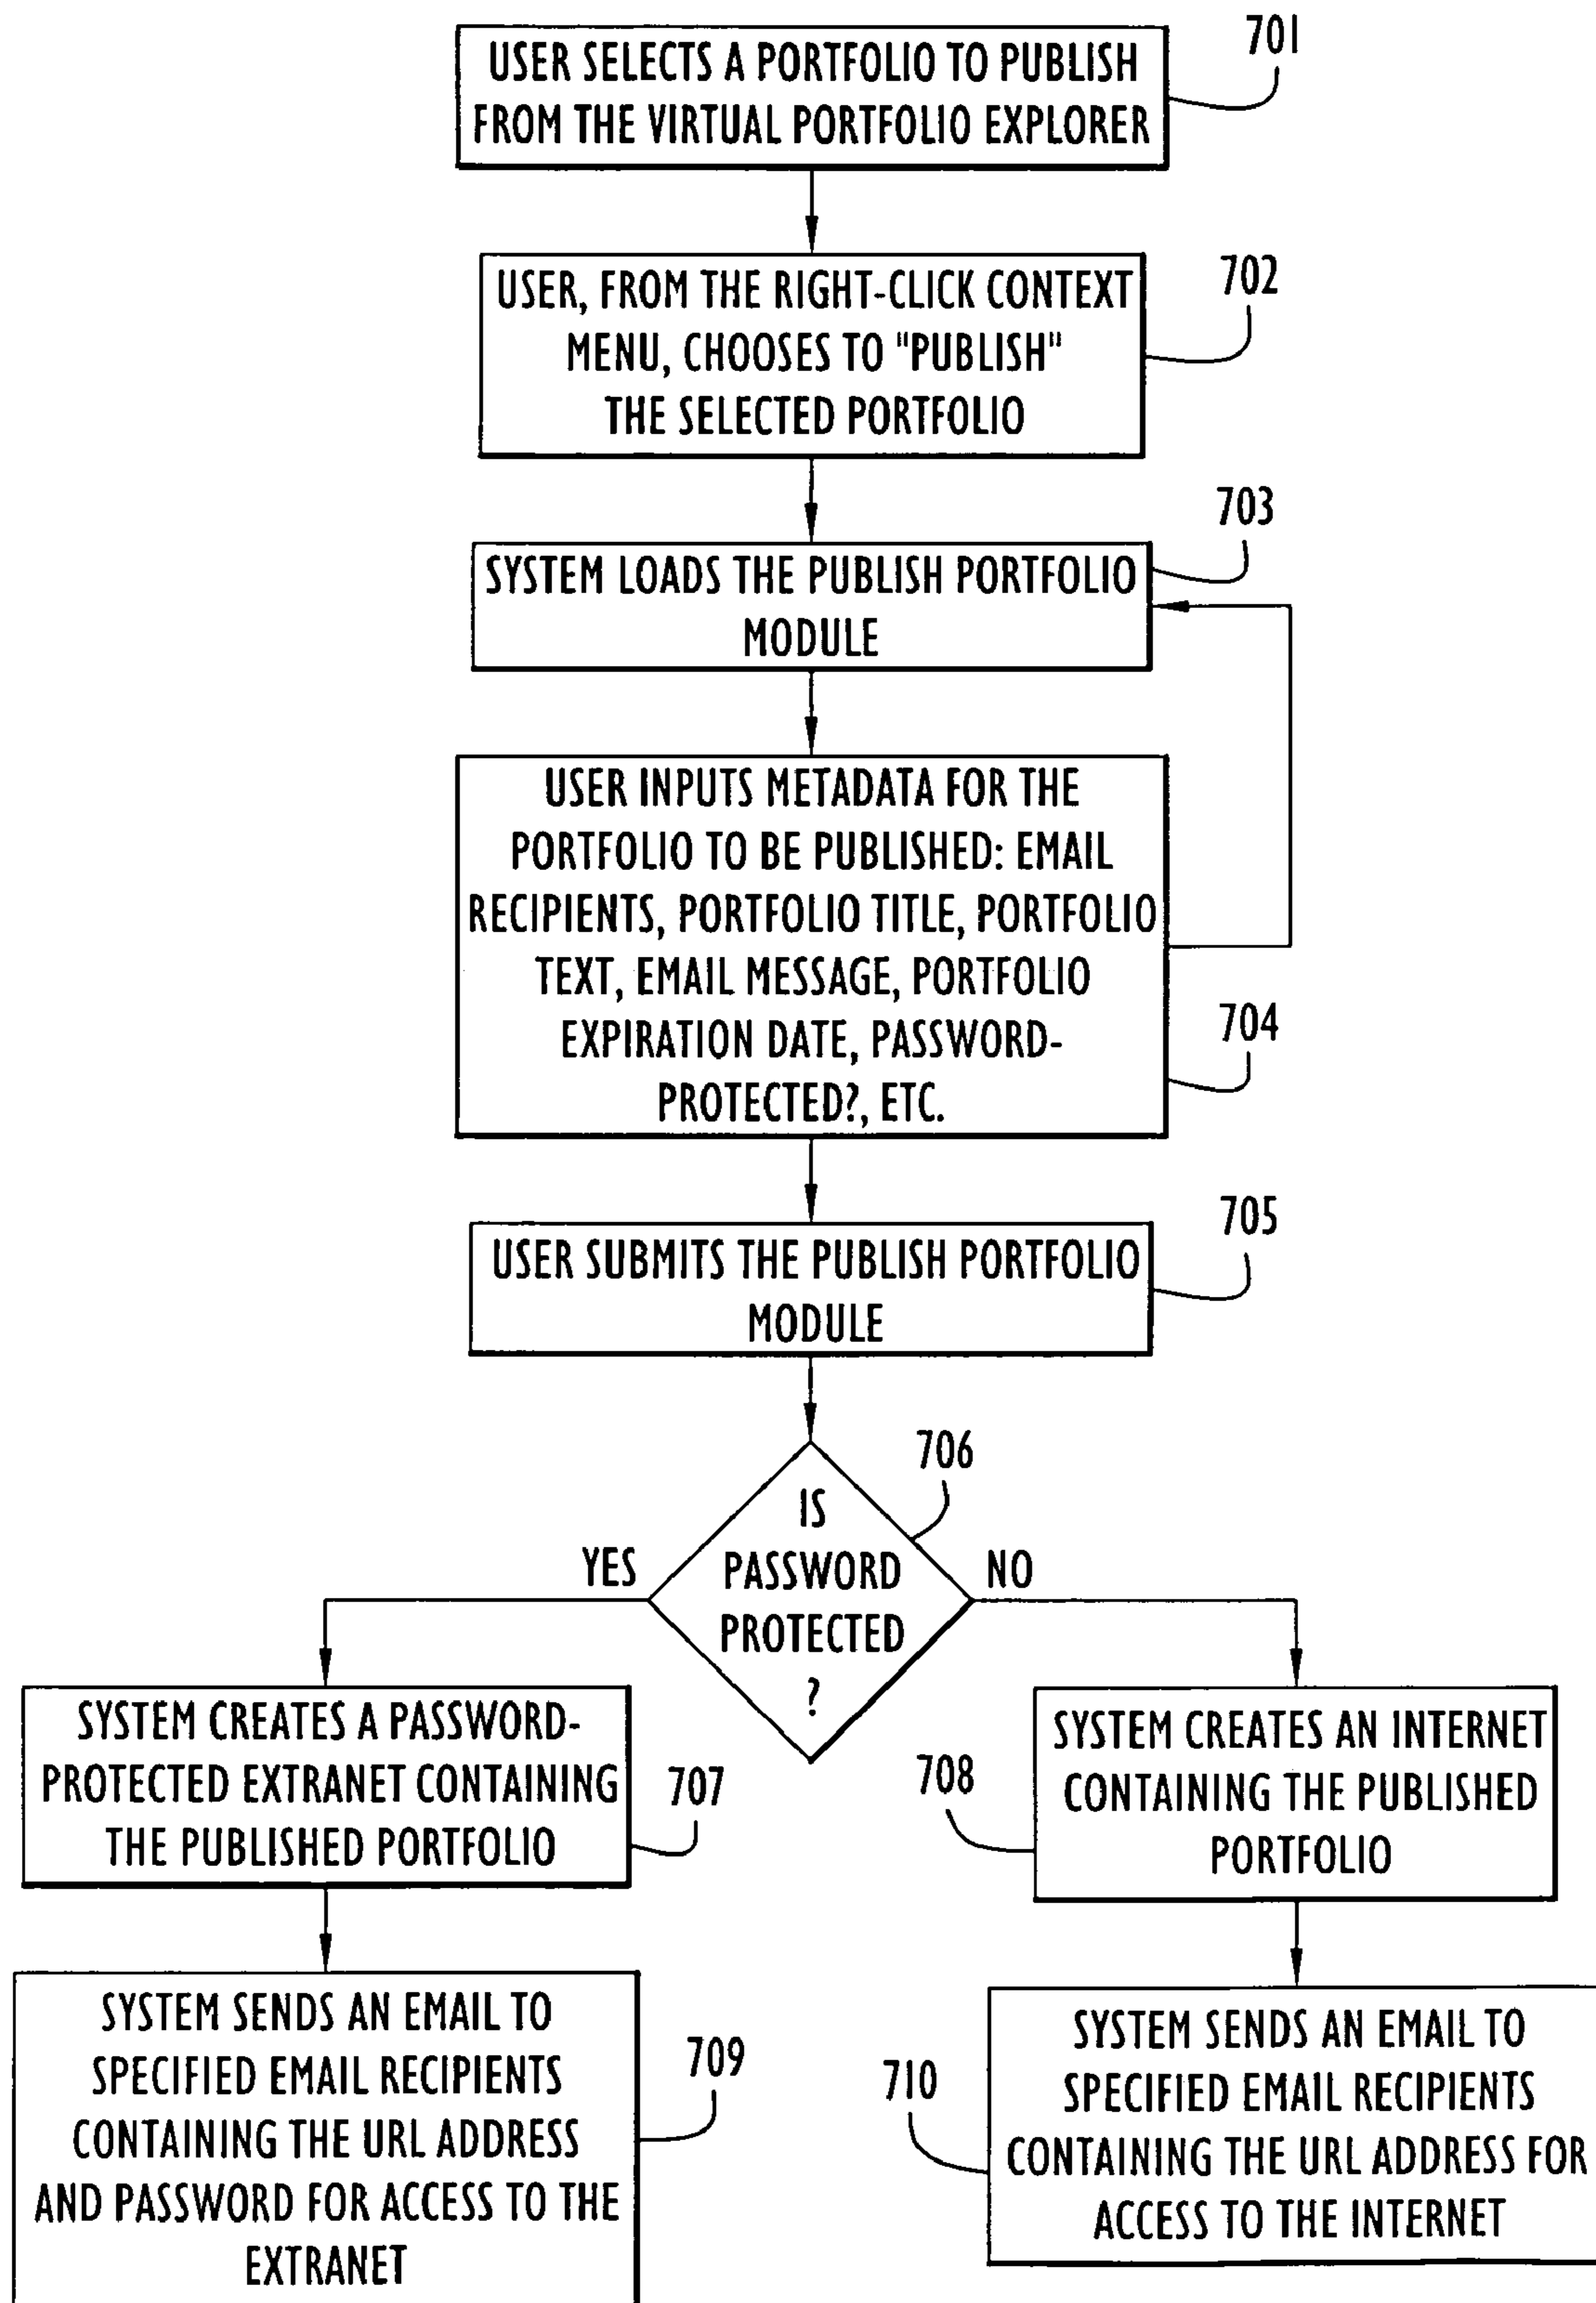 701
USER SELECTS A PORTFOLIO TO PUBLISH
FROM THE VIRTUAL PORTFOLIO EXPLORER
702
USER, FROM THE RIGHT-CLICK CONTEXT
MENU, CHOOSES TO "PUBLISH"
THE SELECTED PORTFOLIO
703
SYSTEM LOADS THE PUBLISH PORTFOLIO
MODULE
USER INPUTS METADATA FOR THE
PORTFOLIO TO BE PUBLISHED: EMAIL
RECIPIENTS, PORTFOLIO TITLE, PORTFOLIO
TEXT, EMAIL MESSAGE, PORTFOLIO
EXPIRATION DATE, PASSWORD-
PROTECTED?, ETC.
704
705
USER SUBMITS THE PUBLISH PORTFOLIO
MODULE
706
IS
PASSWORD
PROTECTED
?
YES
NO
SYSTEM CREATES A PASSWORD-
PROTECTED EXTRANET CONTAINING
THE PUBLISHED PORTFOLIO
707
708
SYSTEM CREATES AN INTERNET
CONTAINING THE PUBLISHED
PORTFOLIO
SYSTEM SENDS AN EMAIL TO
SPECIFIED EMAIL RECIPIENTS
CONTAINING THE URL ADDRESS
AND PASSWORD FOR ACCESS TO THE
EXTRANET
709
710
SYSTEM SENDS AN EMAIL TO
SPECIFIED EMAIL RECIPIENTS
CONTAINING THE URL ADDRESS FOR
ACCESS TO THE INTERNET